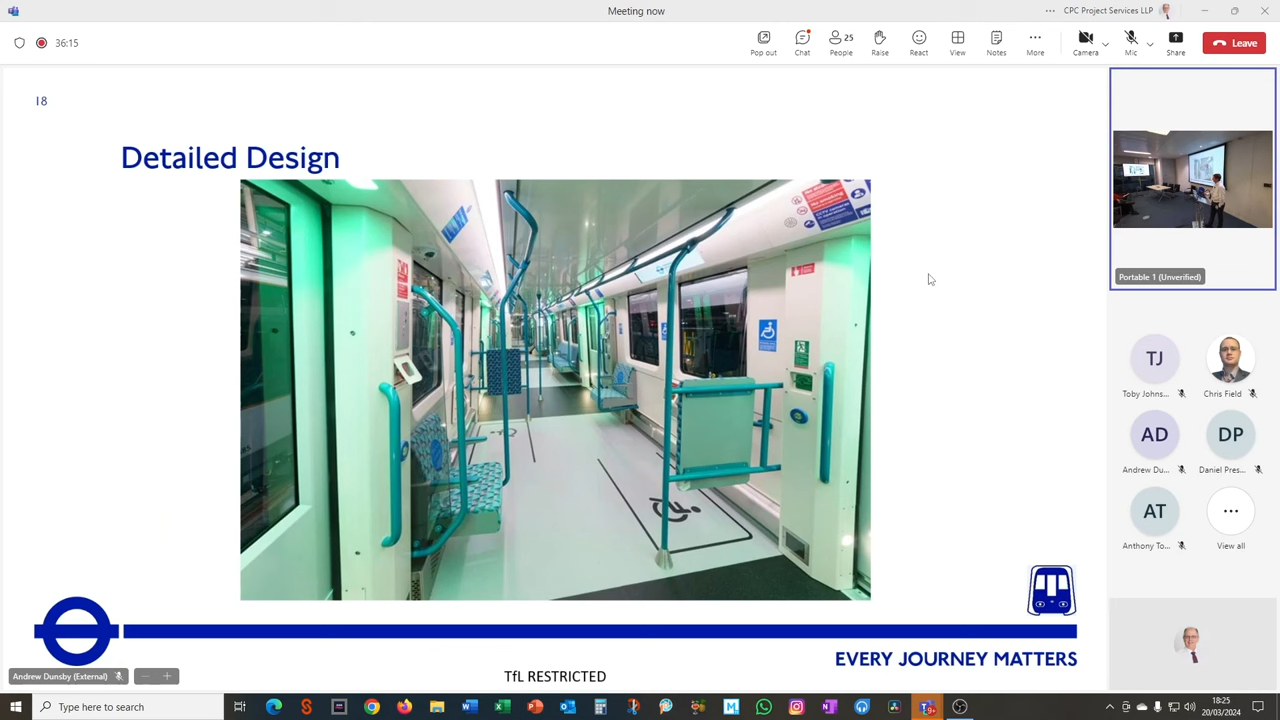 Meeting now
CPC Project Services LLP
36:15
Pop out
Chat
25
People
Raise
React
View
Notes
More
Camera
Mic
Share
Leave
18
Detailed Design
Portable 1 (Unverified)
TJ
Toby Johns...
Chris Field
AD
Andrew Du...
DP
Daniel Pres...
AT
Anthony To...
View all
EVERY JOURNEY MATTERS
TfL RESTRICTED
Andrew Dunsby (External)
Type here to search
18:25
20/03/2024